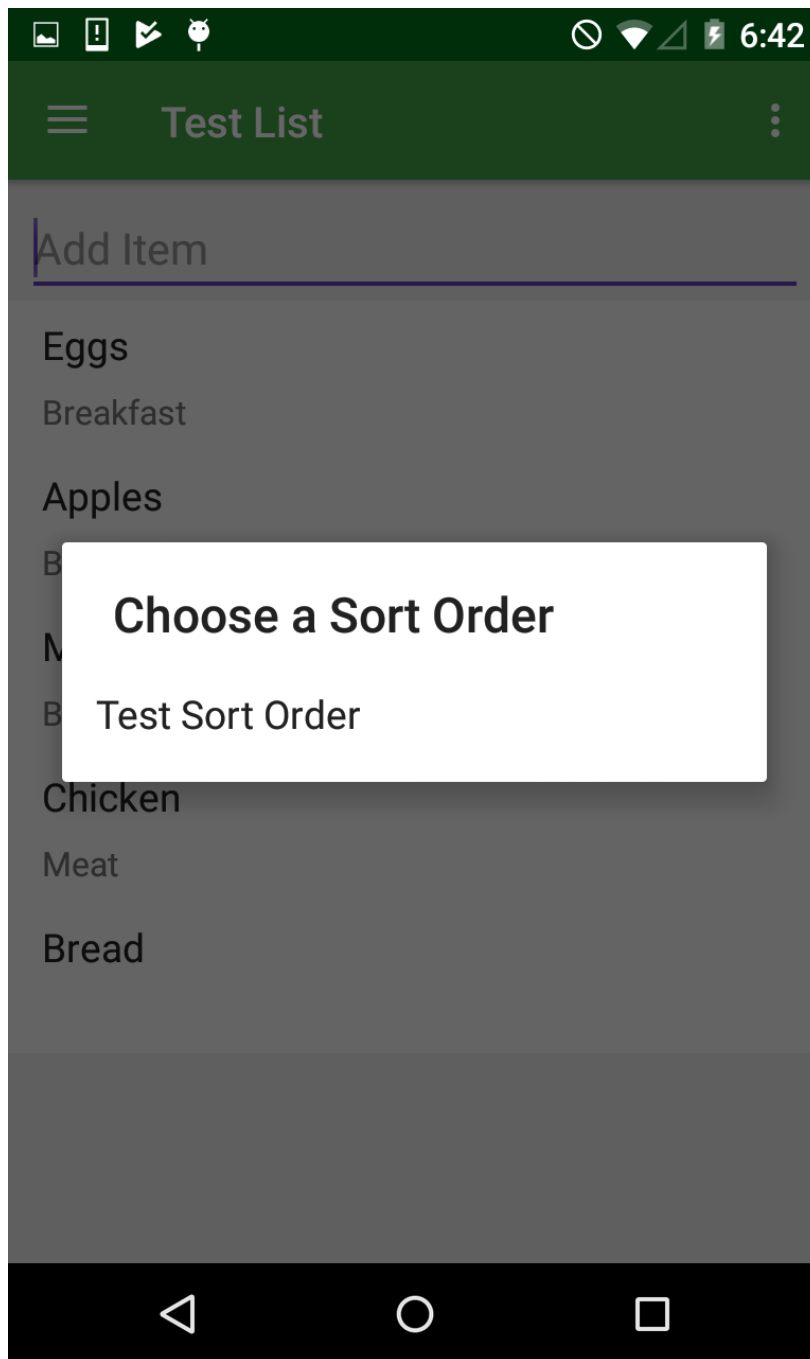 6:42
Test List
Add Item
Eggs
Breakfast
Apples
Choose a Sort Order
Test Sort Order
Chicken
Meat
Bread